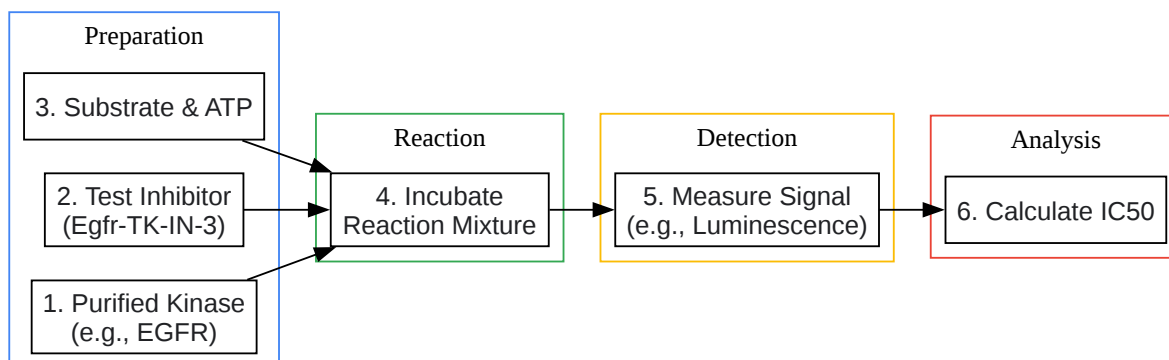 Preparation
3. Substrate & ATP
2. Test Inhibitor
(Egfr-TK-IN-3)
1. Purified Kinase
(e.g., EGFR)
Reaction
4. Incubate
Reaction Mixture
Detection
5. Measure Signal
(e.g., Luminescence)
Analysis
6. Calculate IC50